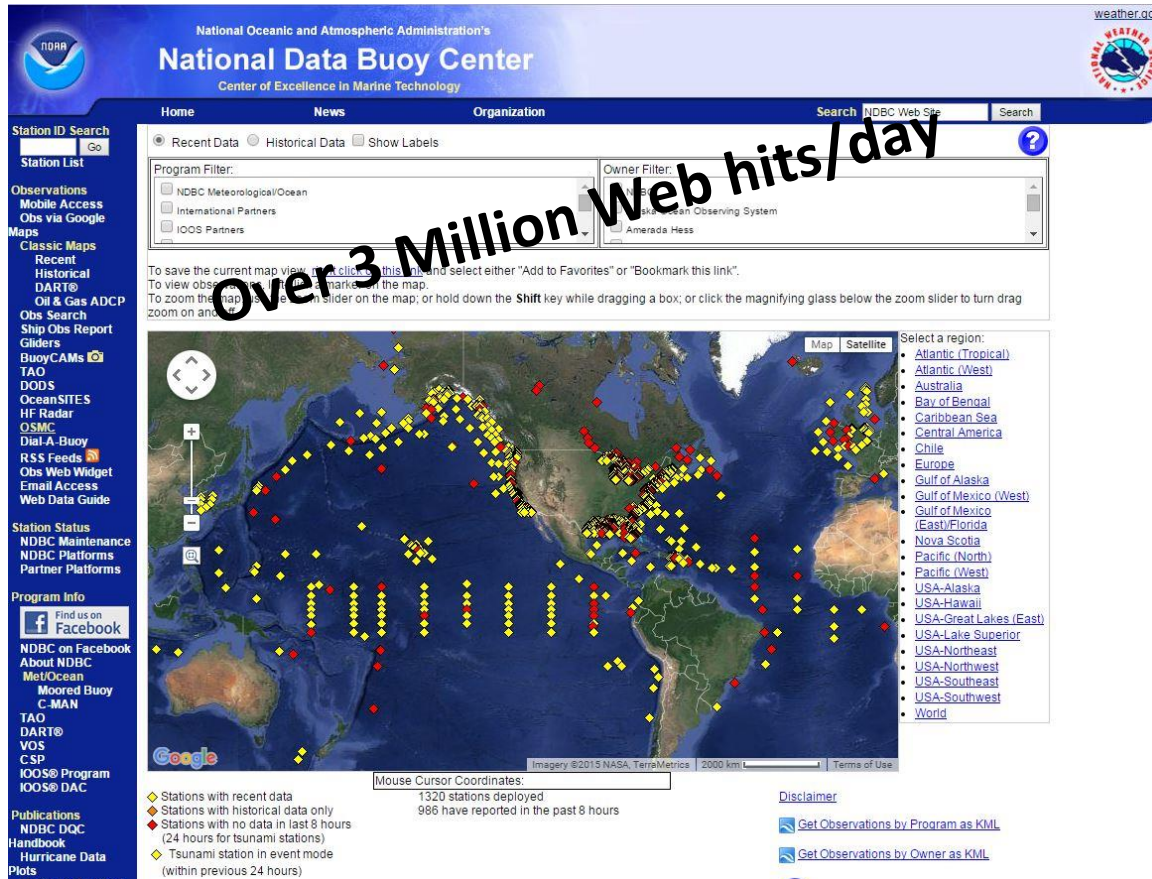 weather.go
NOAA
National Oceanic and Atmospheric Administration's
National Data Buoy Center
Center of Excellence in Marine Technology
NATIONAL WEATHER SERVICE
Home News Organization Search NDBC Web Site Search
Station ID Search
Go
Station List
Observations
Mobile Access
Obs via Google
Maps
Classic Maps
Recent
Historical
DART®
Oil & Gas ADCP
Obs Search
Ship Obs Report
Gliders
BuoyCAMs
TAO
DODS
OceanSITES
HF Radar
OSMC
Dial-A-Buoy
RSS Feeds
Obs Web Widget
Email Access
Web Data Guide
Station Status
NDBC Maintenance
NDBC Platforms
Partner Platforms
Program Info
Find us on
Facebook
NDBC on Facebook
About NDBC
Met/Ocean
Moored Buoy
C-MAN
TAO
DART®
VOS
CSP
IOOS® Program
IOOS® DAC
Publications
NDBC DQC
Handbook
Hurricane Data
Plots
Recent Data Historical Data Show Labels
?
Program Filter:
NDBC Meteorological/Ocean
International Partners
IOOS Partners
Owner Filter:
Ocean Observing System
Amerada Hess
Over 3 Million Web hits/day
To save the current map view, click on this link and select either "Add to Favorites" or "Bookmark this link".
To view observations, a marker on the map.
To zoom the map, slider on the map; or hold down the Shift key while dragging a box; or click the magnifying glass below the zoom slider to turn drag
zoom on and off
Map Satellite
Google
Imagery ©2015 NASA, TerraMetrics 2000 km Terms of Use
Select a region:
Atlantic (Tropical)
Atlantic (West)
Australia
Bay of Bengal
Caribbean Sea
Central America
Chile
Europe
Gulf of Alaska
Gulf of Mexico (West)
Gulf of Mexico
(East)/Florida
Nova Scotia
Pacific (North)
Pacific (West)
USA-Alaska
USA-Hawaii
USA-Great Lakes (East)
USA-Lake Superior
USA-Northeast
USA-Northwest
USA-Southeast
USA-Southwest
World
Mouse Cursor Coordinates:
Stations with recent data
Stations with historical data only
Stations with no data in last 8 hours
(24 hours for tsunami stations)
Tsunami station in event mode
(within previous 24 hours)
1320 stations deployed
986 have reported in the past 8 hours
Disclaimer
Get Observations by Program as KML
Get Observations by Owner as KML